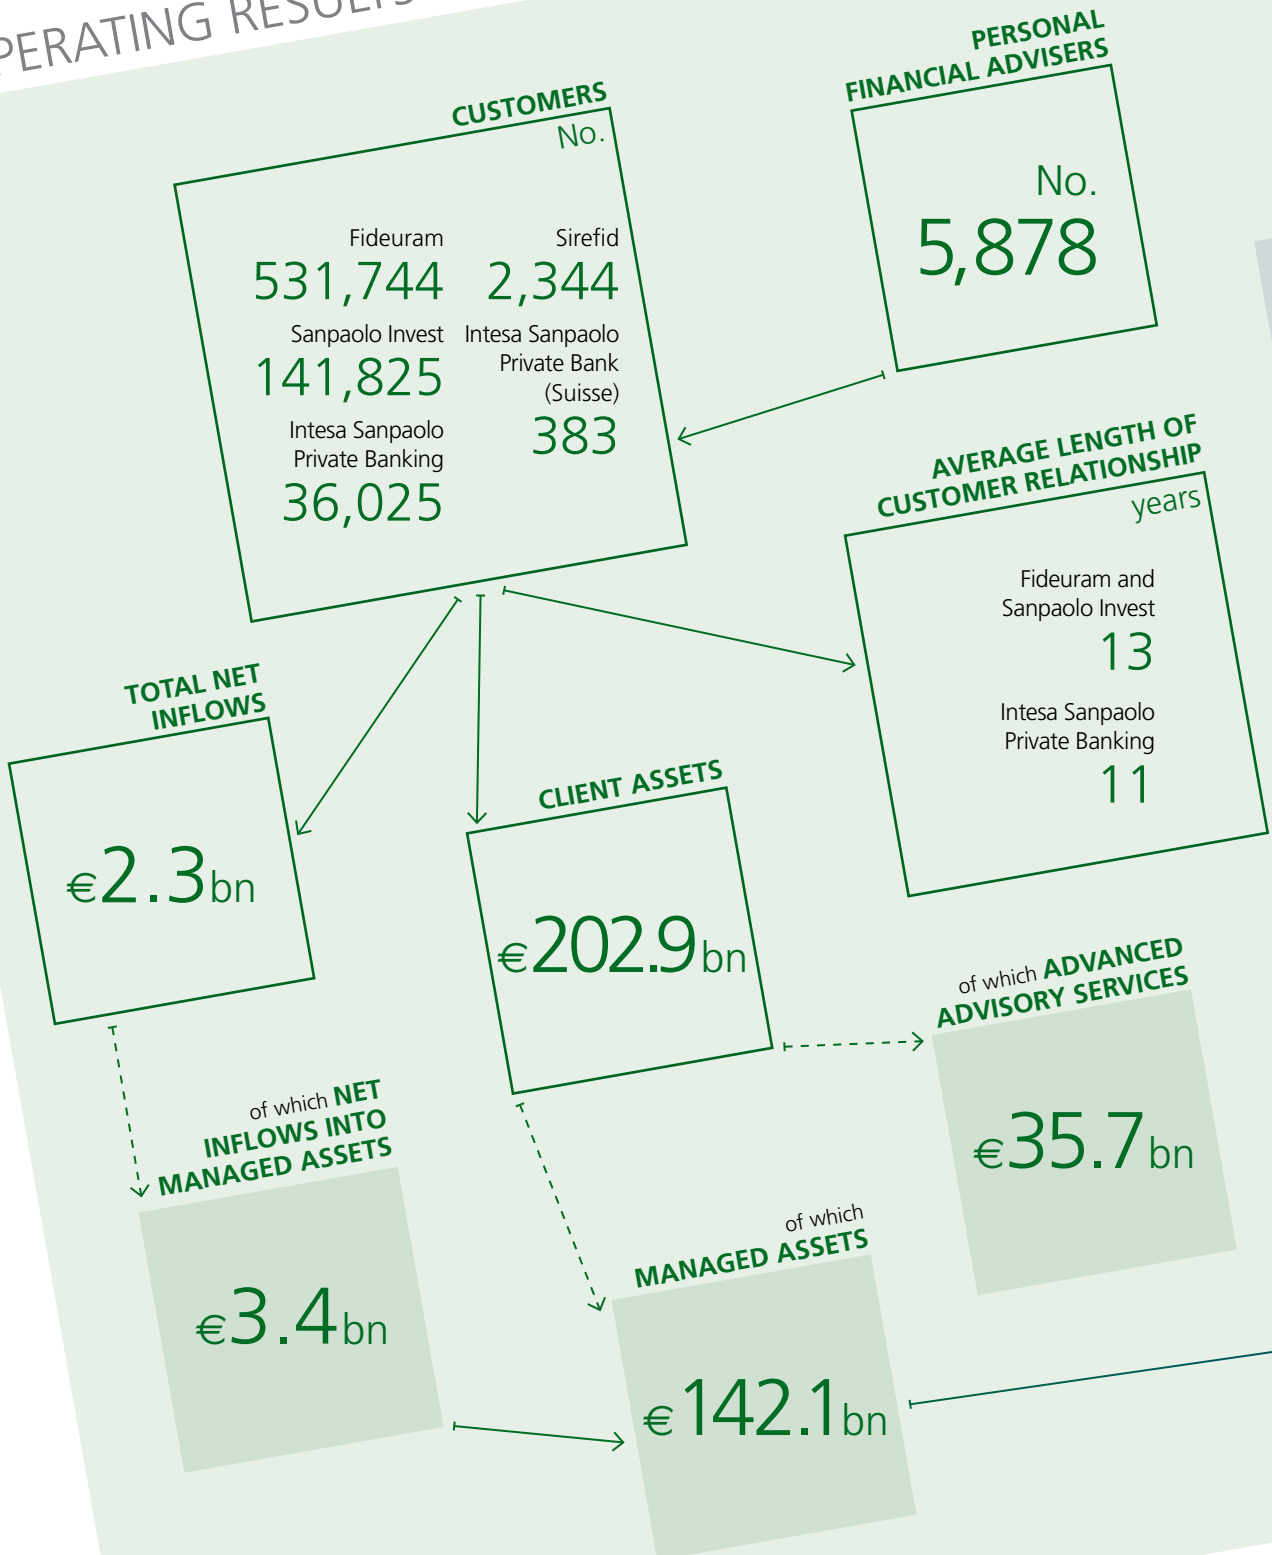 PERATING RESULTS
CUSTOMERS
No.
Fideuram
531,744
Sanpaolo Invest
141,825
Intesa Sanpaolo
Private Banking
36,025
Sirefid
2,344
Intesa Sanpaolo
Private Bank
(Suisse)
383
PERSONAL
FINANCIAL ADVISERS
No.
5,878
AVERAGE LENGTH OF
CUSTOMER RELATIONSHIP
years
Fideuram and
Sanpaolo Invest
13
Intesa Sanpaolo
Private Banking
11
TOTAL NET
INFLOWS
€2.3bn
CLIENT ASSETS
€202.9bn
of which ADVANCED
ADVISORY SERVICES
€35.7bn
of which NET
INFLOWS INTO
MANAGED ASSETS
€3.4bn
of which
MANAGED ASSETS
€142.1bn